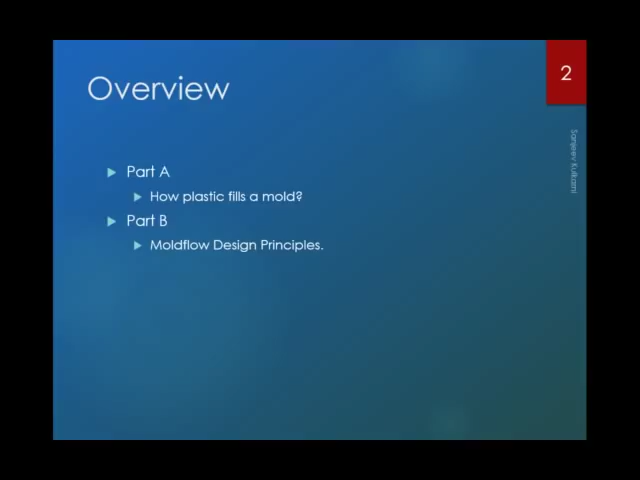 2
Overview
Sanjeev Kulkarni
Part A
How plastic fills a mold?
Part B
Moldflow Design Principles.